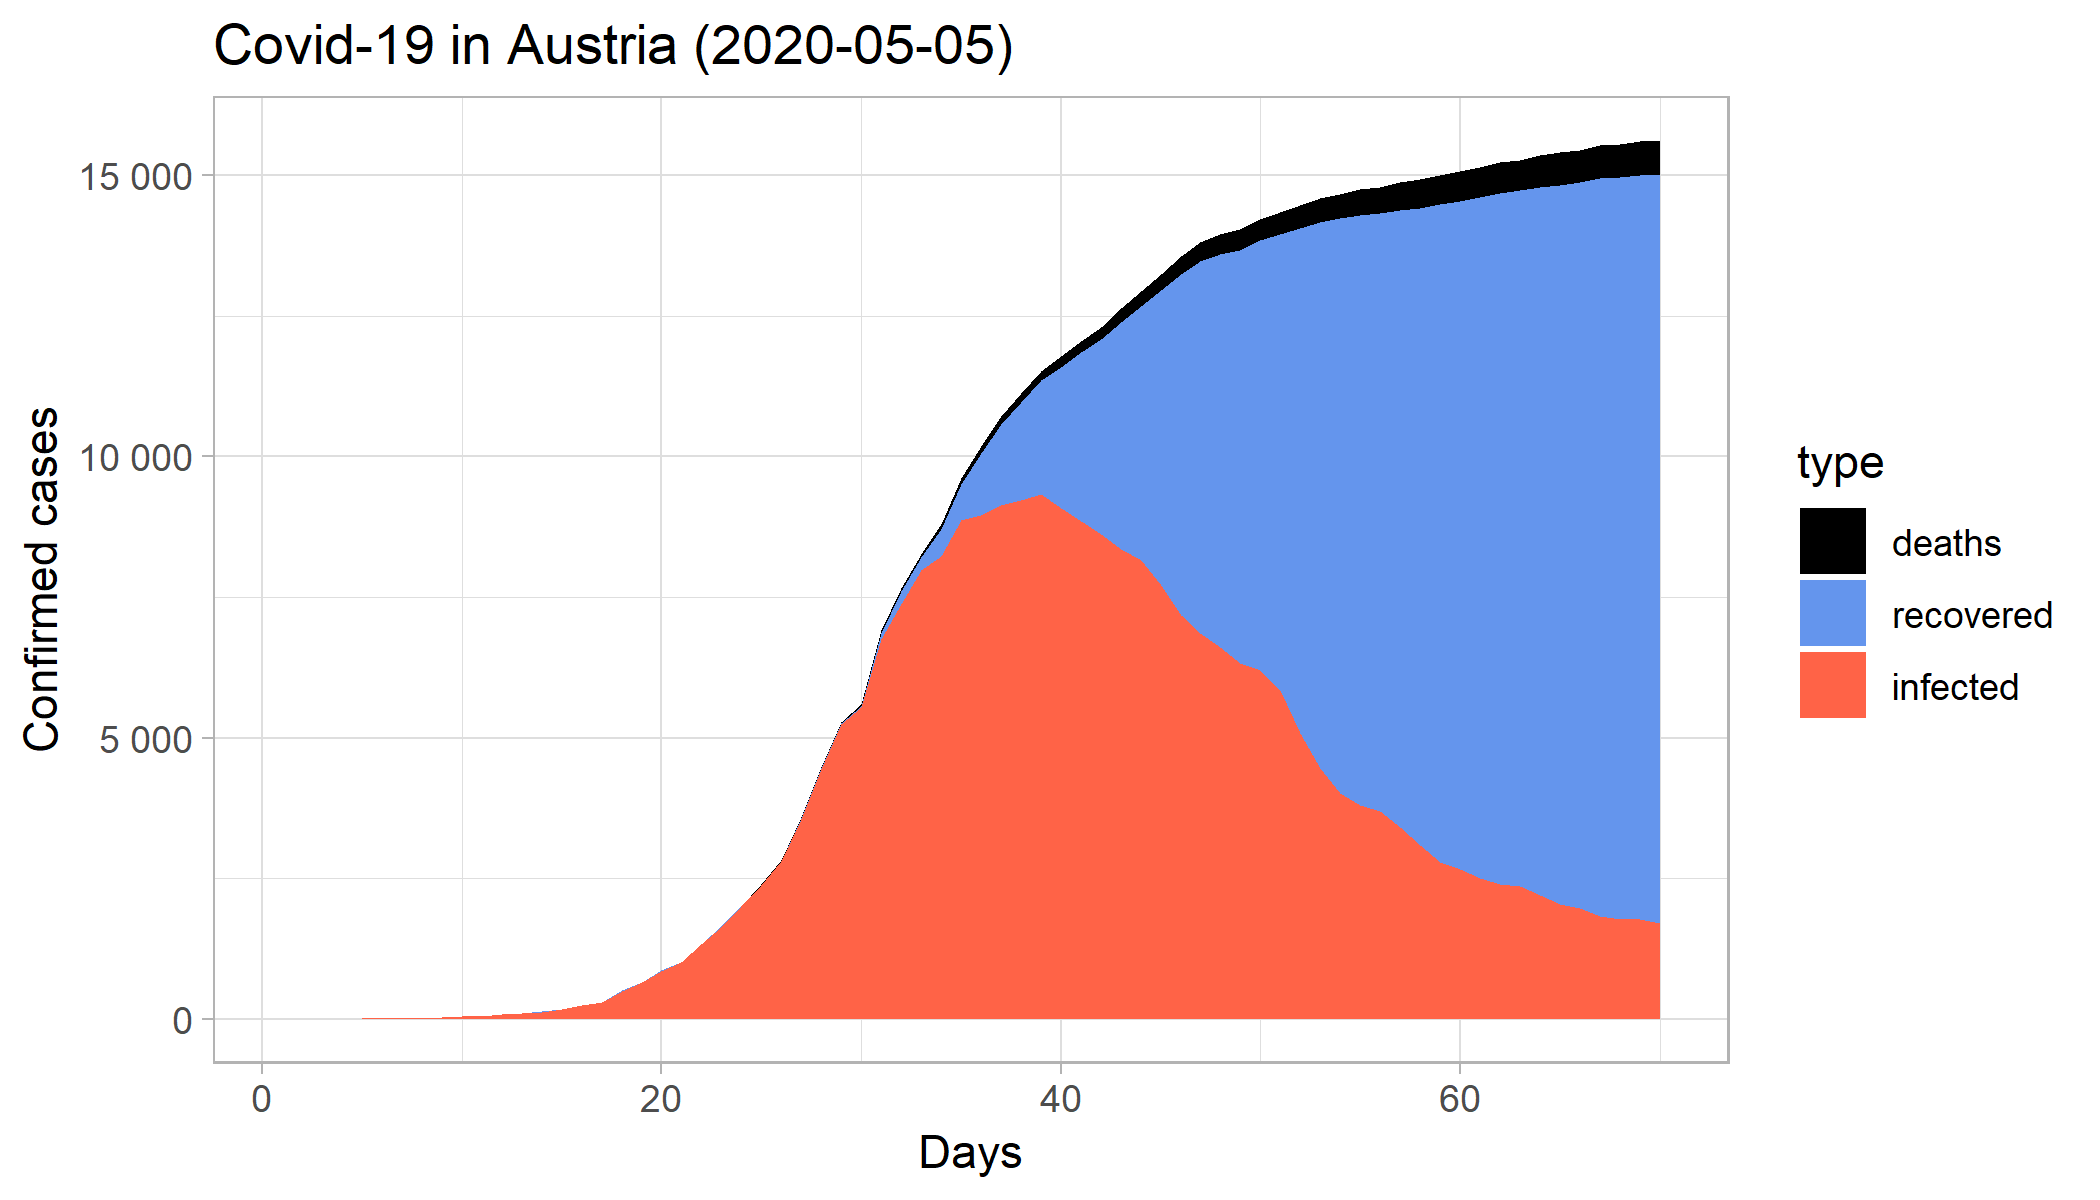 Covid-19 in Austria (2020-05-05)
Confirmed cases
15 000
10 000
5 000
0
0 20 40 60
Days
type
deaths
recovered
infected